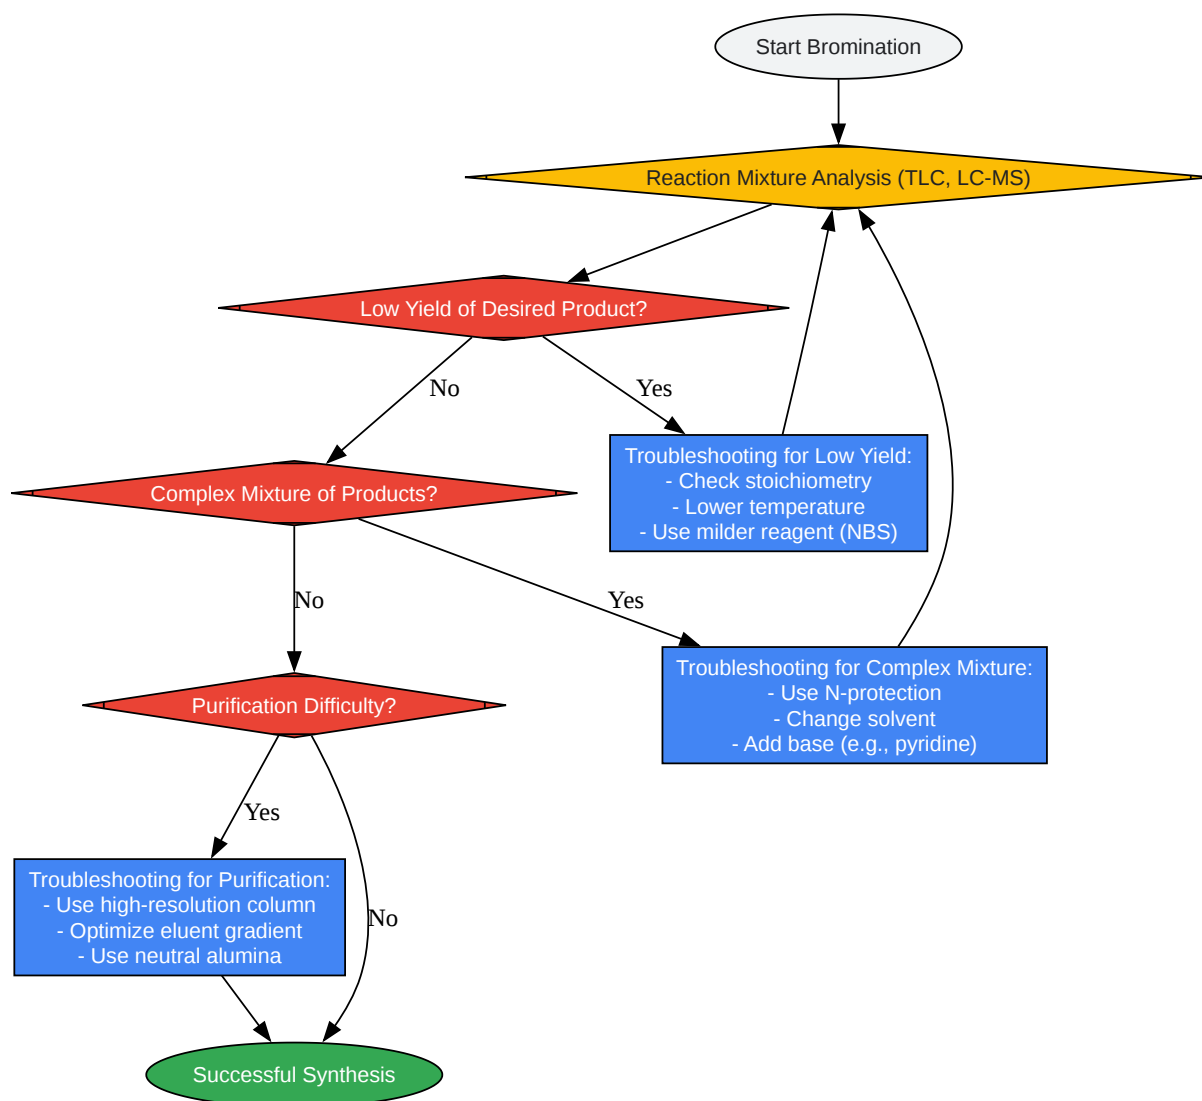 Start Bromination
Reaction Mixture Analysis (TLC, LC-MS)
Low Yield of Desired Product?
No
Yes
Troubleshooting for Low Yield:
- Check stoichiometry
- Lower temperature
- Use milder reagent (NBS)
Complex Mixture of Products?
No
Yes
Troubleshooting for Complex Mixture:
- Use N-protection
- Change solvent
- Add base (e.g., pyridine)
Purification Difficulty?
Yes
No
Troubleshooting for Purification:
- Use high-resolution column
- Optimize eluent gradient
- Use neutral alumina
Successful Synthesis